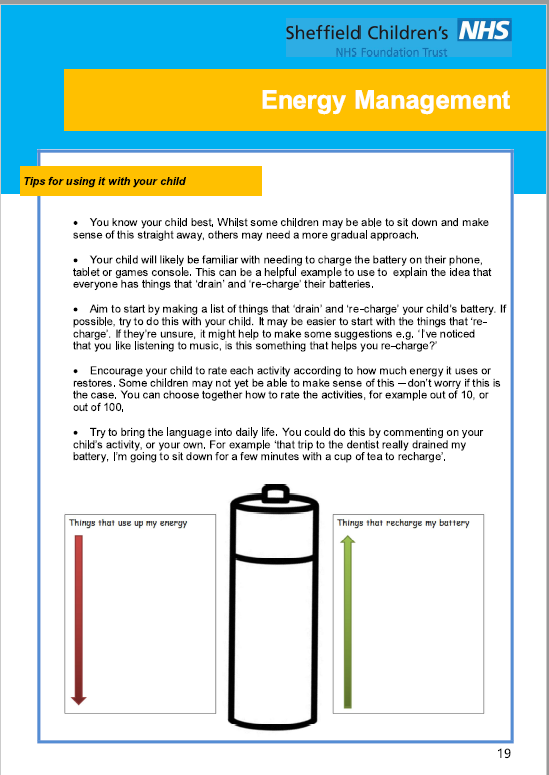 Sheffield Children's NHS
NHS Foundation Trust
Energy Management
Tips for using it with your child
• You know your child best. Whilst some children may be able to sit down and make
sense of this straight away, others may need a more gradual approach.
• Your child will likely be familiar with needing to charge the battery on their phone,
tablet or games console. This can be a helpful example to use to explain the idea that
everyone has things that 'drain' and 're-charge' their batteries.
• Aim to start by making a list of things that 'drain' and 're-charge' your child's battery. If
possible, try to do this with your child. It may be easier to start with the things that 're-
charge'. If they're unsure, it might help to make some suggestions e.g. 'I've noticed
that you like listening to music, is this something that helps you re-charge?'
• Encourage your child to rate each activity according to how much energy it uses or
restores. Some children may not yet be able to make sense of this —don't worry if this is
the case. You can choose together how to rate the activities, for example out of 10, or
out of 100.
• Try to bring the language into daily life. You could do this by commenting on your
child's activity, or your own. For example 'that trip to the dentist really drained my
battery, I'm going to sit down for a few minutes with a cup of tea to recharge'.
Things that use up my energy
Things that recharge my battery
19